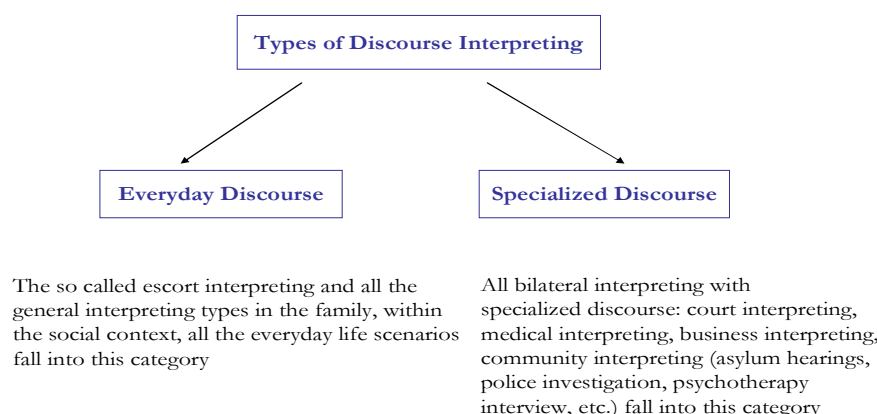 Types of Discourse Interpreting
Everyday Discourse
Specialized Discourse
The so called escort interpreting and all the
general interpreting types in the family, within
the social context, all the everyday life scenarios
fall into this category
All bilateral interpreting with
specialized discourse: court interpreting,
medical interpreting, business interpreting,
community interpreting (asylum hearings,
police investigation, psychotherapy
interview, etc.) fall into this category